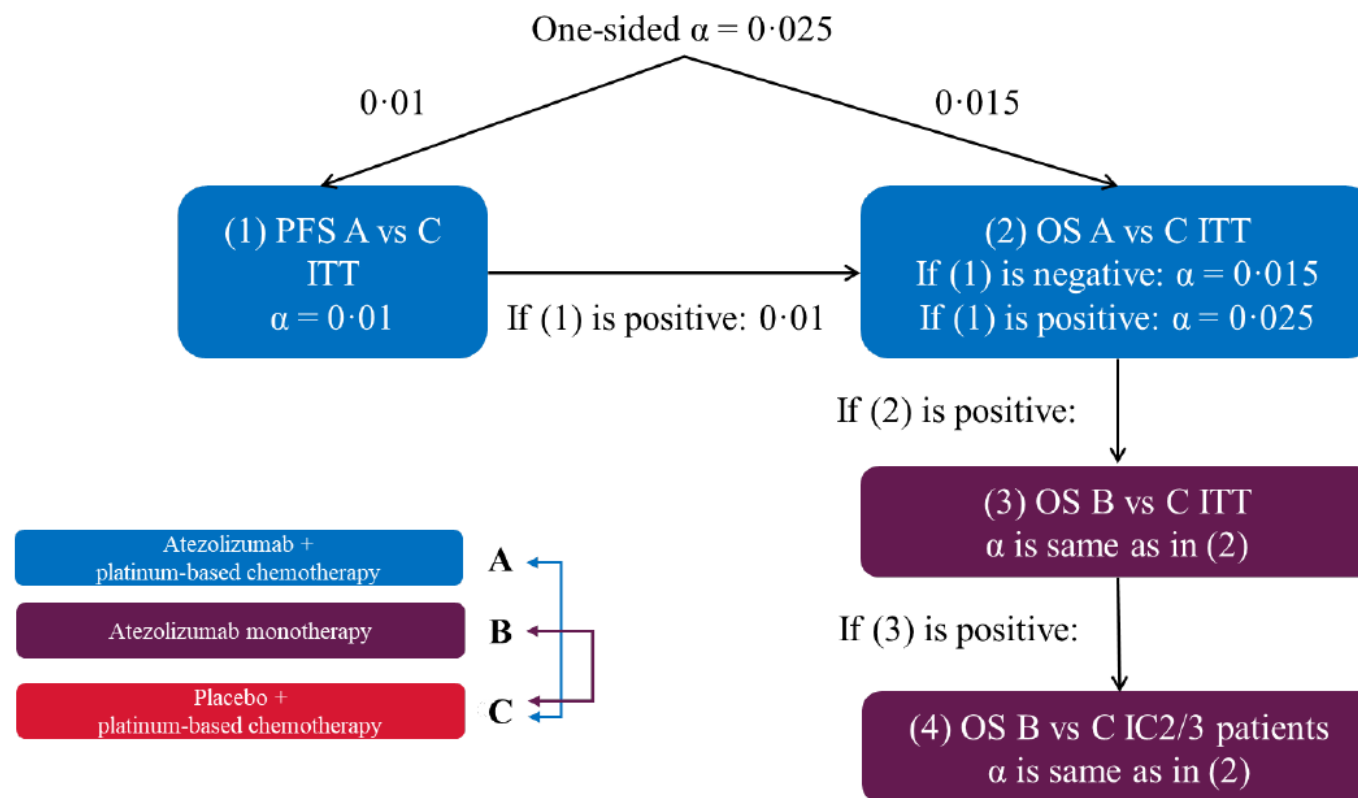 One-sided α = 0·025
0·01
0·015
(1) PFS A vs C
ITT
α = 0·01
If (1) is positive: 0·01
(2) OS A vs C ITT
If (1) is negative: α = 0·015
If (1) is positive: α = 0·025
If (2) is positive:
(3) OS B vs C ITT
α is same as in (2)
If (3) is positive:
(4) OS B vs C IC2/3 patients
α is same as in (2)
Atezolizumab +
platinum-based chemotherapy
A
Atezolizumab monotherapy
B
Placebo +
platinum-based chemotherapy
C